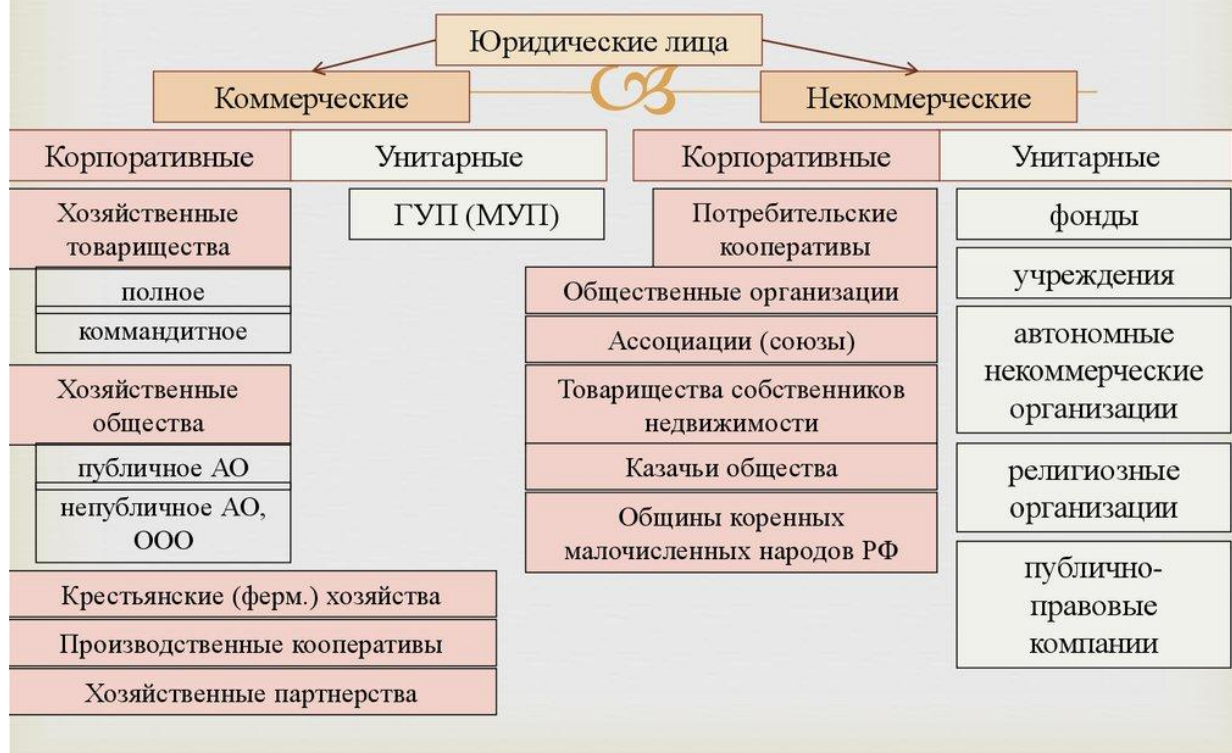 Юридические лица
Коммерческие
Некоммерческие
Корпоративные
Унитарные
Корпоративные
Унитарные
Хозяйственные
товарищества
полное
коммандитное
Хозяйственные
общества
публичное АО
непубличное АО,
ООО
Крестьянские (ферм.) хозяйства
Производственные кооперативы
Хозяйственные партнерства
ГУП (МУП)
Потребительские
кооперативы
Общественные организации
Ассоциации (союзы)
Товарищества собственников
недвижимости
Казачьи общества
Общины коренных
малочисленных народов РФ
фонды
учреждения
автономные
некоммерческие
организации
религиозные
организации
публично-
правовые
компании